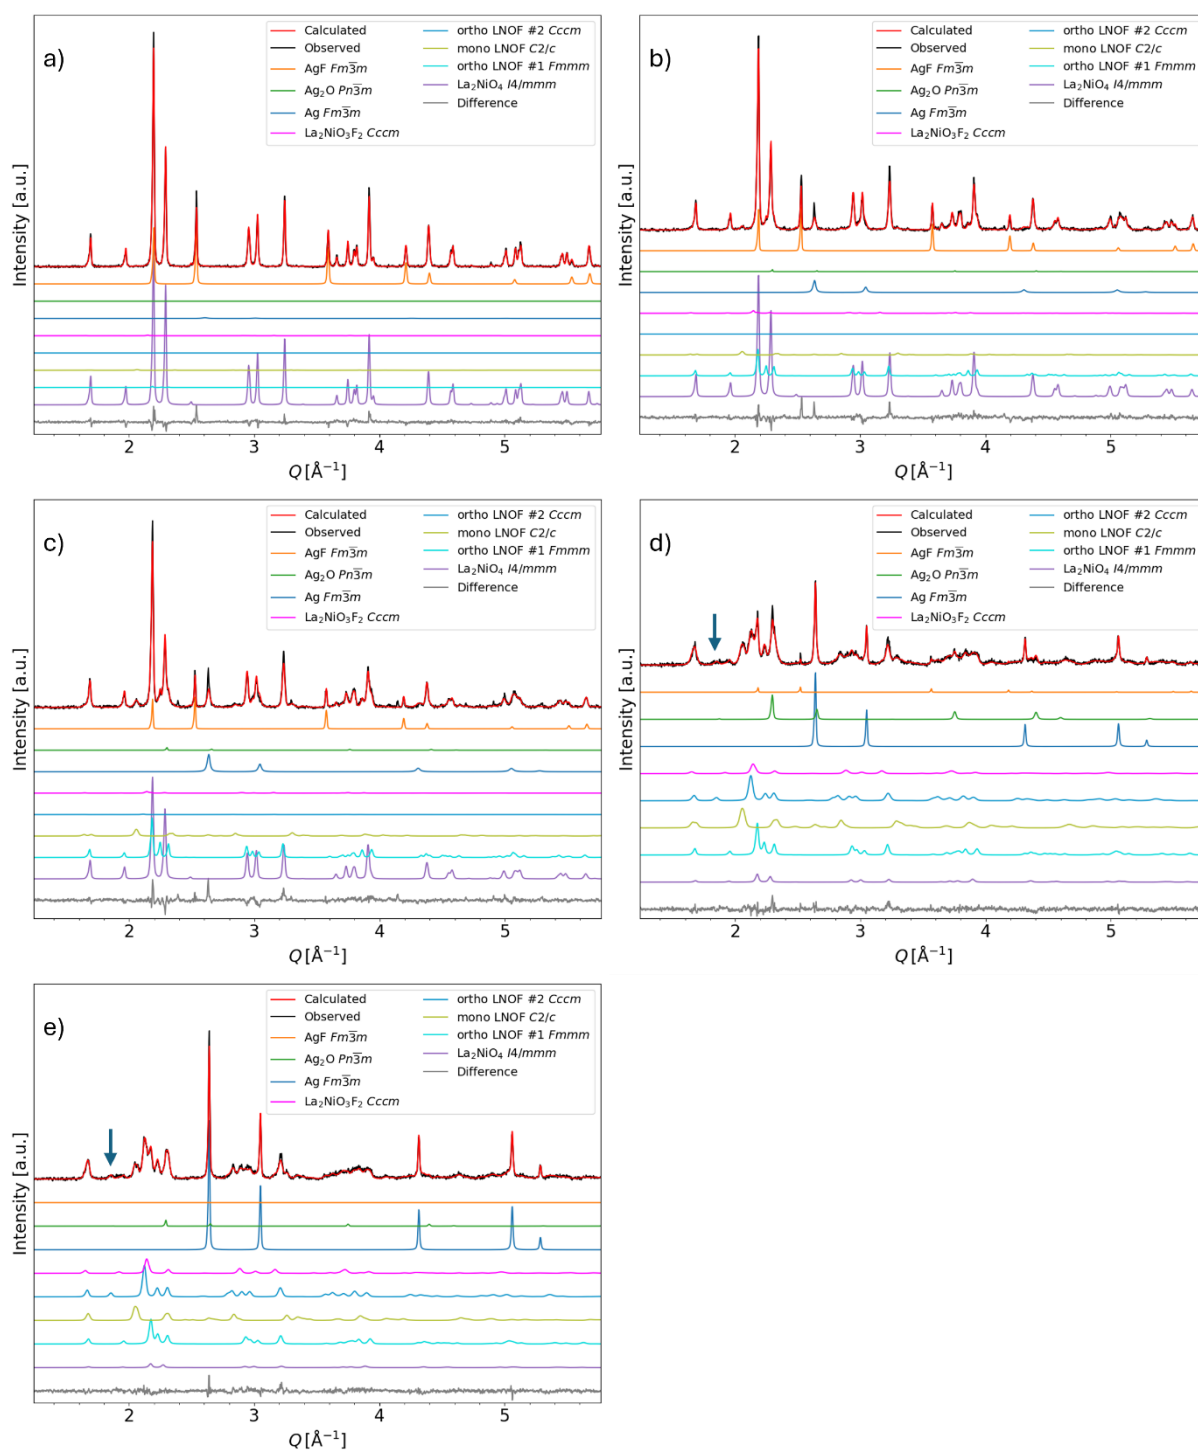 a)
Intensity [a.u.]
Calculated
Observed
AgF Fm3̅m
Ag₂O Pn3̅m
Ag Fm3̅m
La₂NiO₃F₂ Cccm
ortho LNOF #2 Cccm
mono LNOF C2/c
ortho LNOF #1 Fmmm
La₂NiO₄ I4/mmm
Difference
2 3 4 5
Q [Å⁻¹]
b)
Intensity [a.u.]
Calculated
Observed
AgF Fm3̅m
Ag₂O Pn3̅m
Ag Fm3̅m
La₂NiO₃F₂ Cccm
ortho LNOF #2 Cccm
mono LNOF C2/c
ortho LNOF #1 Fmmm
La₂NiO₄ I4/mmm
Difference
2 3 4 5
Q [Å⁻¹]
c)
Intensity [a.u.]
Calculated
Observed
AgF Fm3̅m
Ag₂O Pn3̅m
Ag Fm3̅m
La₂NiO₃F₂ Cccm
ortho LNOF #2 Cccm
mono LNOF C2/c
ortho LNOF #1 Fmmm
La₂NiO₄ I4/mmm
Difference
2 3 4 5
Q [Å⁻¹]
d)
Intensity [a.u.]
Calculated
Observed
AgF Fm3̅m
Ag₂O Pn3̅m
Ag Fm3̅m
La₂NiO₃F₂ Cccm
ortho LNOF #2 Cccm
mono LNOF C2/c
ortho LNOF #1 Fmmm
La₂NiO₄ I4/mmm
Difference
2 3 4 5
Q [Å⁻¹]
e)
Intensity [a.u.]
Calculated
Observed
AgF Fm3̅m
Ag₂O Pn3̅m
Ag Fm3̅m
La₂NiO₃F₂ Cccm
ortho LNOF #2 Cccm
mono LNOF C2/c
ortho LNOF #1 Fmmm
La₂NiO₄ I4/mmm
Difference
2 3 4 5
Q [Å⁻¹]